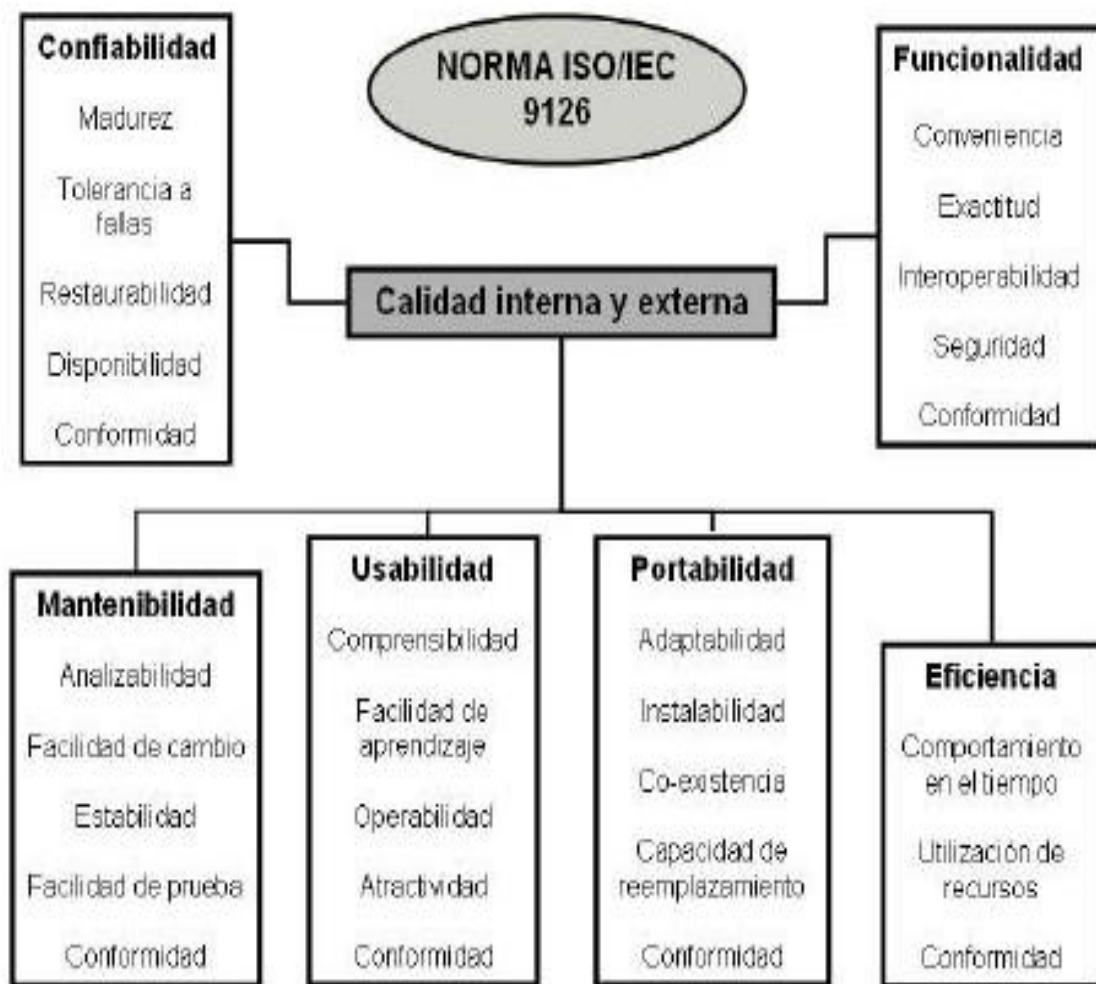 NORMA ISO/IEC
9126
Confiabilidad
Madurez
Tolerancia a
fallas
Restaurabilidad
Disponibilidad
Conformidad
Funcionalidad
Conveniencia
Exactitud
Interoperabilidad
Seguridad
Conformidad
Calidad interna y externa
Mantenibilidad
Analizabilidad
Facilidad de cambio
Estabilidad
Facilidad de prueba
Conformidad
Usabilidad
Comprensibilidad
Facilidad de
aprendizaje
Operabilidad
Atractividad
Conformidad
Portabilidad
Adaptabilidad
Instalabilidad
Co-existencia
Capacidad de
reemplazamiento
Conformidad
Eficiencia
Comportamiento
en el tiempo
Utilización de
recursos
Conformidad